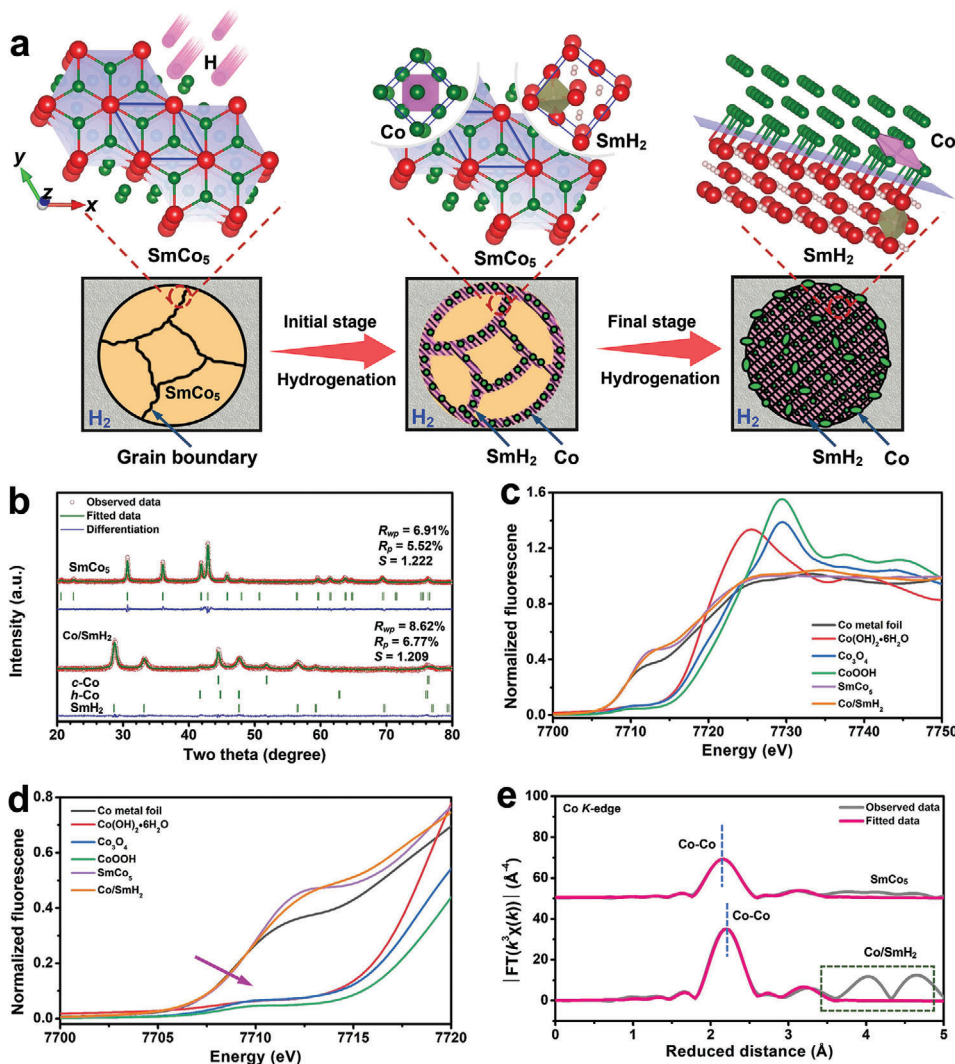 a
H
Co
SmH2
Co
y
z
x
SmCo5
SmCo5
SmH2
Initial stage
Hydrogenation
Final stage
Hydrogenation
SmCo5
H2
H2
H2
Grain boundary
SmH2
Co
SmH2
Co
b
Observed data
Fitted data
Differentiation
Rwp = 6.91%
Rp = 5.52%
S = 1.222
SmCo5
Rwp = 8.62%
Rp = 6.77%
S = 1.209
Co/SmH2
c-Co
h-Co
SmH2
Intensity (a.u.)
20 30 40 50 60 70 80
Two theta (degree)
c
1.6
1.2
0.8
0.4
0.0
Normalized fluorescene
Co metal foil
Co(OH)2•6H2O
Co3O4
CoOOH
SmCo5
Co/SmH2
7700 7710 7720 7730 7740 7750
Energy (eV)
d
0.8
0.6
0.4
0.2
0.0
Normalized fluorescene
Co metal foil
Co(OH)2•6H2O
Co3O4
CoOOH
SmCo5
Co/SmH2
7700 7705 7710 7715 7720
Energy (eV)
e
Co K-edge
Observed data
Fitted data
Co-Co
SmCo5
Co-Co
Co/SmH2
100
80
60
40
20
0
| FT(k3χ(k)) | (Å-4)
0 1 2 3 4 5
Reduced distance (Å)